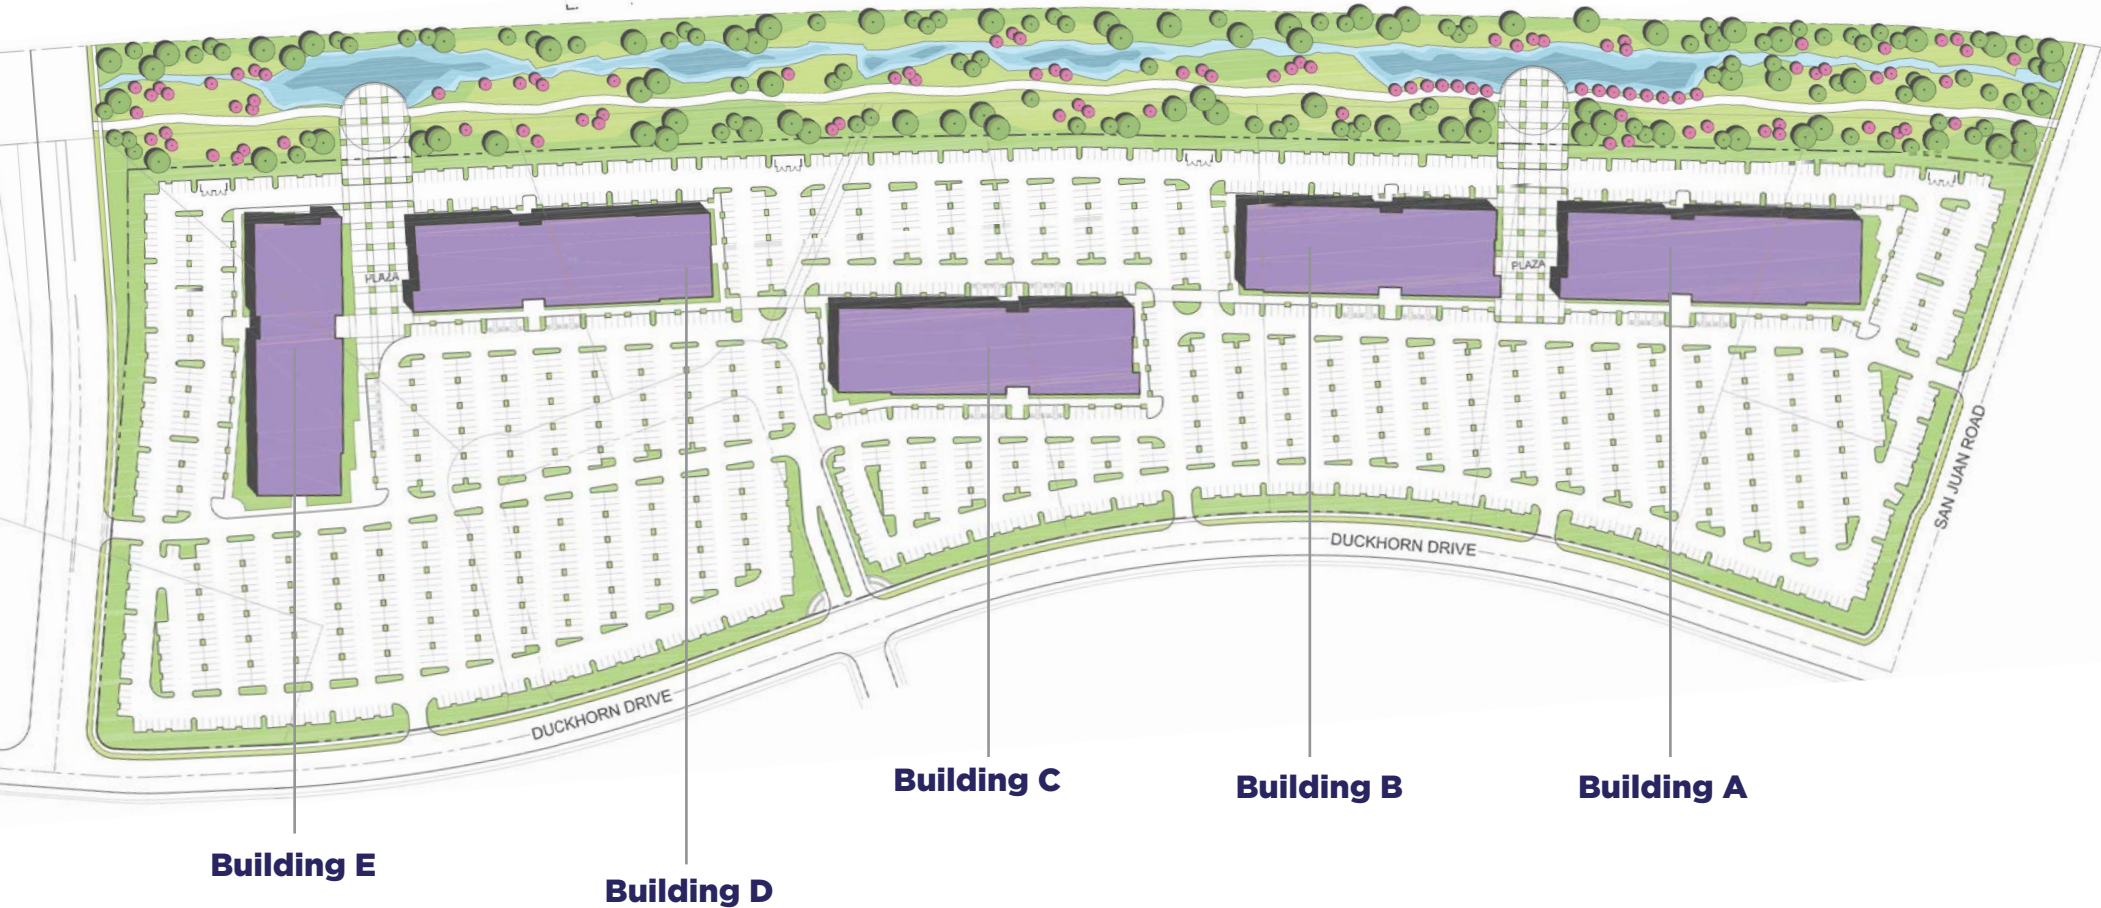 PLAZA
PLAZA
SAN JUAN ROAD
DUCKHORN DRIVE
DUCKHORN DRIVE
Building C
Building B
Building A
Building E
Building D